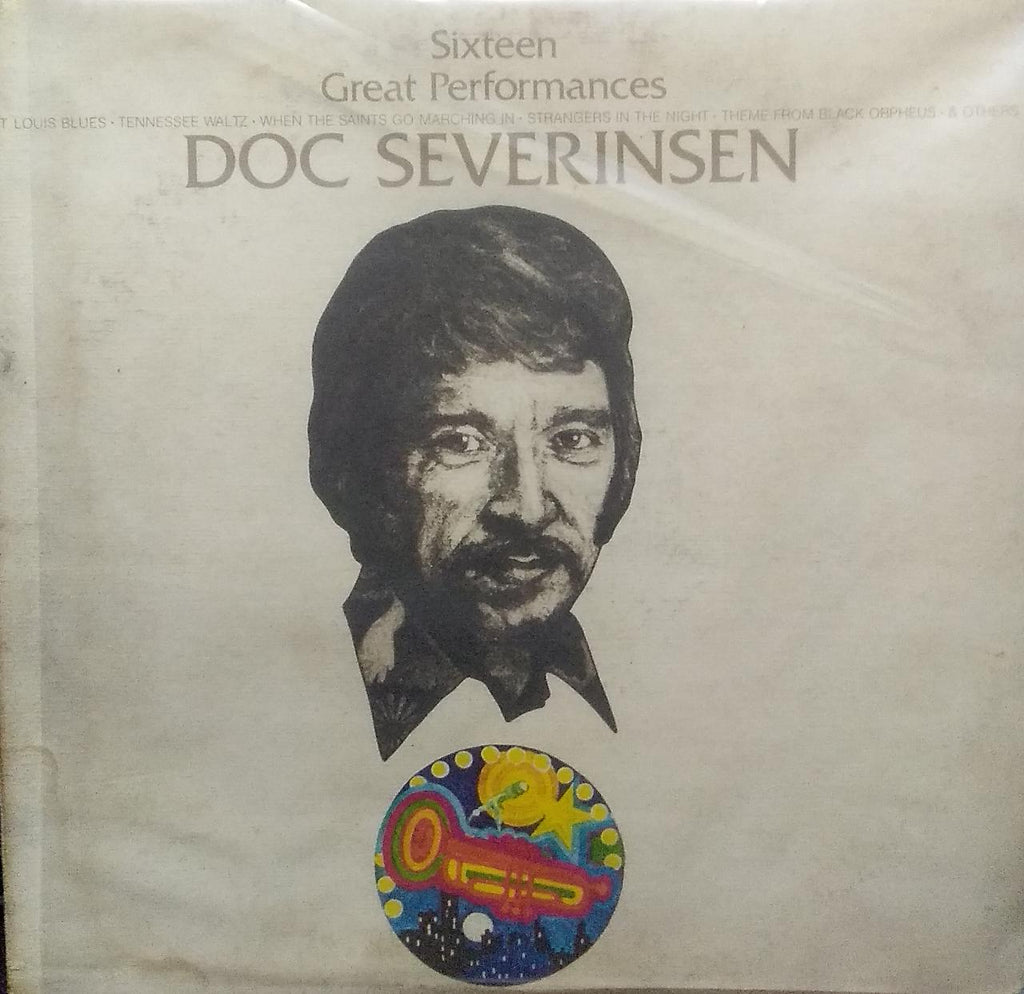 Sixteen
Great Performances
T LOUIS BLUES · TENNESSEE WALTZ · WHEN THE SAINTS GO MARCHING IN · STRANGERS IN THE NIGHT · THEME FROM BLACK ORPHEUS · & OTHERS
DOC SEVERINSEN